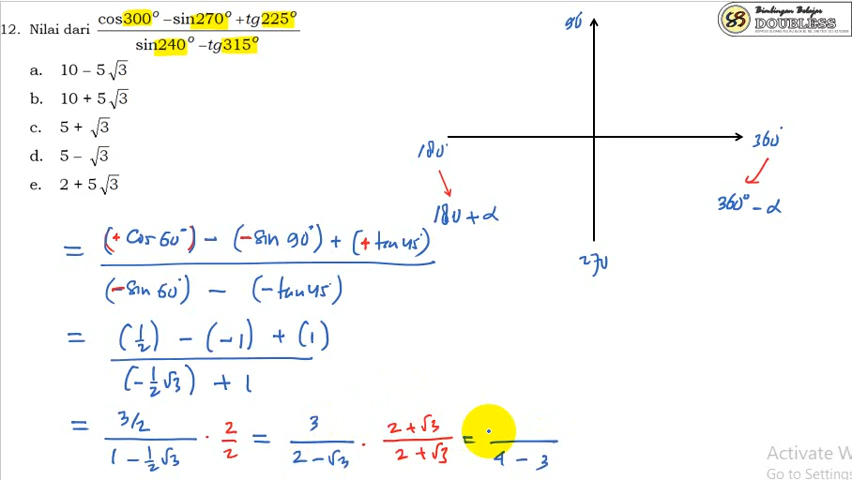 Bimbingan Belajar
DOUBLESS
12. Nilai dari
cos300° – sin270° + tg225°
sin240° – tg315°
a. 10 – 5√3
b. 10 + 5√3
c. 5 + √3
d. 5 – √3
e. 2 + 5√3
90
180°
360°
180 + α
360° – α
270
= (+ cos 60°) – (–sin 90°) + (+ tan 45°)
(–sin 60°) – (–tan 45°)
= (1/2) – (–1) + (1)
(–1/2√3) + 1
= 3/2 · 2 = 3 · 2 + √3 =
1 – 1/2√3 2 2 – √3 2 + √3 4 – 3
Activate W
Go to Settings